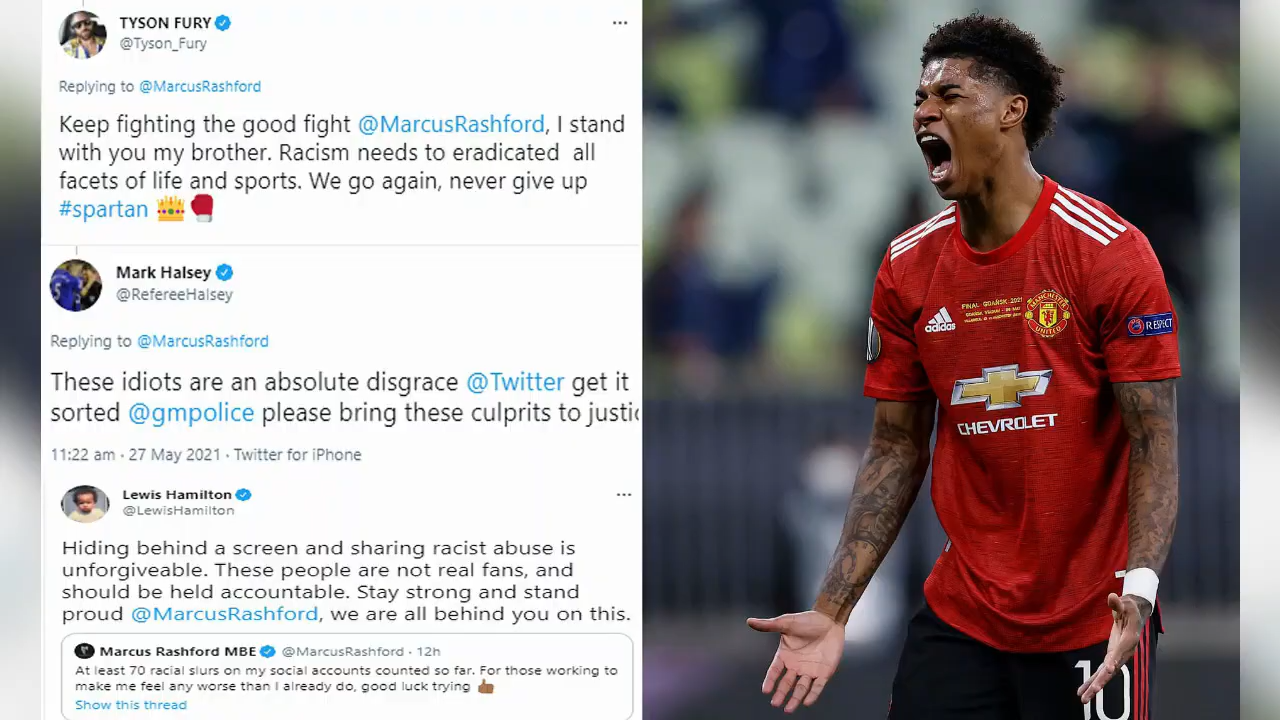 TYSON FURY
@Tyson_Fury
Replying to @MarcusRashford
Keep fighting the good fight @MarcusRashford, I stand
with you my brother. Racism needs to eradicated all
facets of life and sports. We go again, never give up
#spartan 👑🥊
Mark Halsey
@RefereeHalsey
Replying to @MarcusRashford
These idiots are an absolute disgrace @Twitter get it
sorted @gmpolice please bring these culprits to justic
11:22 am · 27 May 2021 · Twitter for iPhone
Lewis Hamilton
@LewisHamilton
Hiding behind a screen and sharing racist abuse is
unforgiveable. These people are not real fans, and
should be held accountable. Stay strong and stand
proud @MarcusRashford, we are all behind you on this.
Marcus Rashford MBE @MarcusRashford · 12h
At least 70 racial slurs on my social accounts counted so far. For those working to
make me feel any worse than I already do, good luck trying 👍🏾
Show this thread
FINAL GDAŃSK 2021
adidas
MANCHESTER
UNITED
RESPECT
CHEVROLET
10